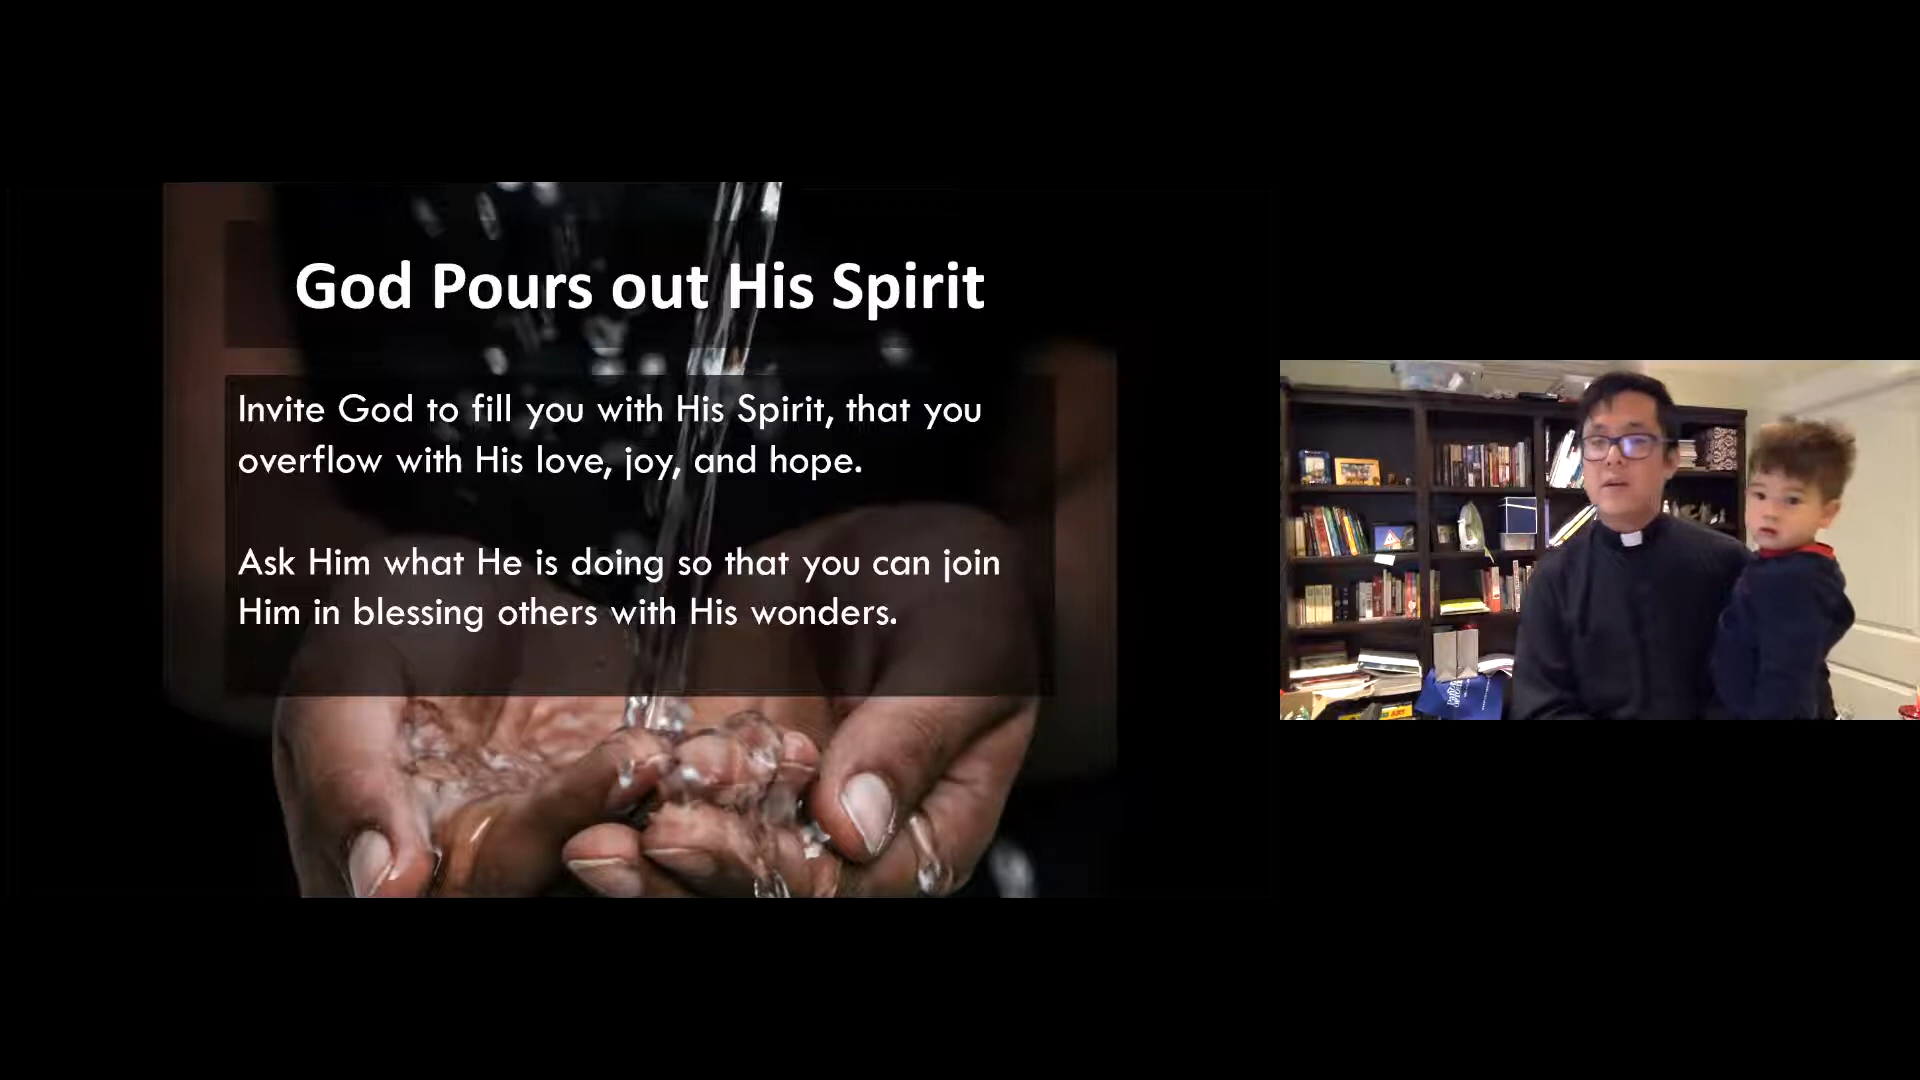 God Pours out His Spirit
Invite God to fill you with His Spirit, that you
overflow with His love, joy, and hope.
Ask Him what He is doing so that you can join
Him in blessing others with His wonders.